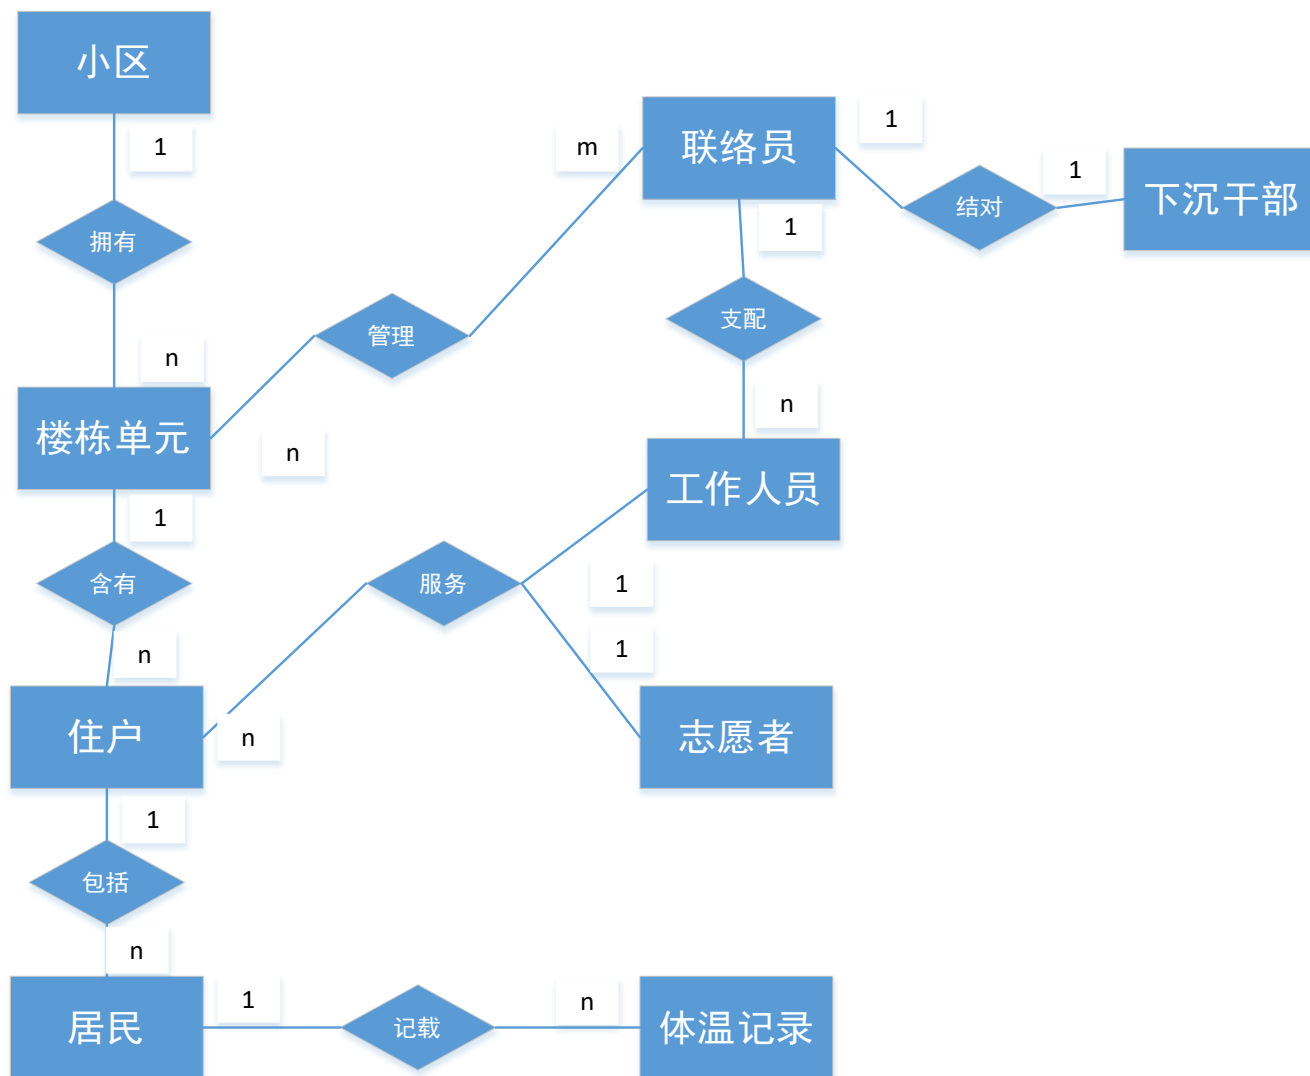 小区
1
联络员
1
m
1
下沉干部
结对
拥有
1
支配
管理
n
n
楼栋单元
n
工作人员
1
含有
服务
1
1
n
住户
n
志愿者
1
包括
n
居民
1
记载
n
体温记录